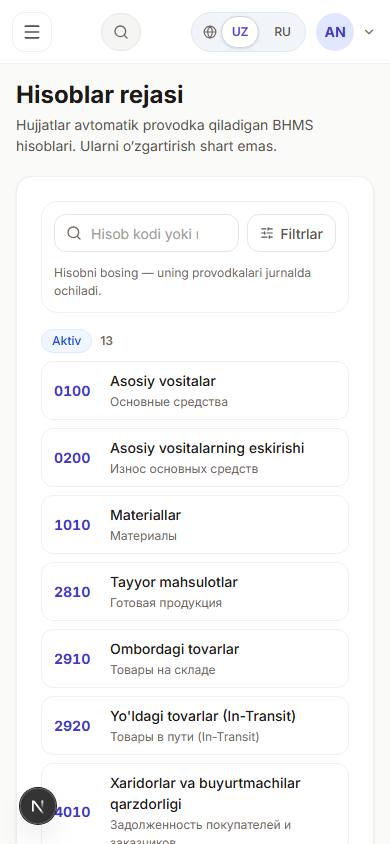 UZ
RU
AN
Hisoblar rejasi
Hujjatlar avtomatik provodka qiladigan BHMS
hisoblari. Ularni o‘zgartirish shart emas.
Hisob kodi yoki
Filtrlar
Hisobni bosing — uning provodkalari jurnalda
ochiladi.
Aktiv 13
0100
Asosiy vositalar
Основные средства
0200
Asosiy vositalarning eskirishi
Износ основных средств
1010
Materiallar
Материалы
2810
Tayyor mahsulotlar
Готовая продукция
2910
Ombordagi tovarlar
Товары на складе
2920
Yo'ldagi tovarlar (In-Transit)
Товары в пути (In-Transit)
Xaridorlar va buyurtmachilar
qarzdorligi
4010
Задолженность покупателей и
заказчиков
N